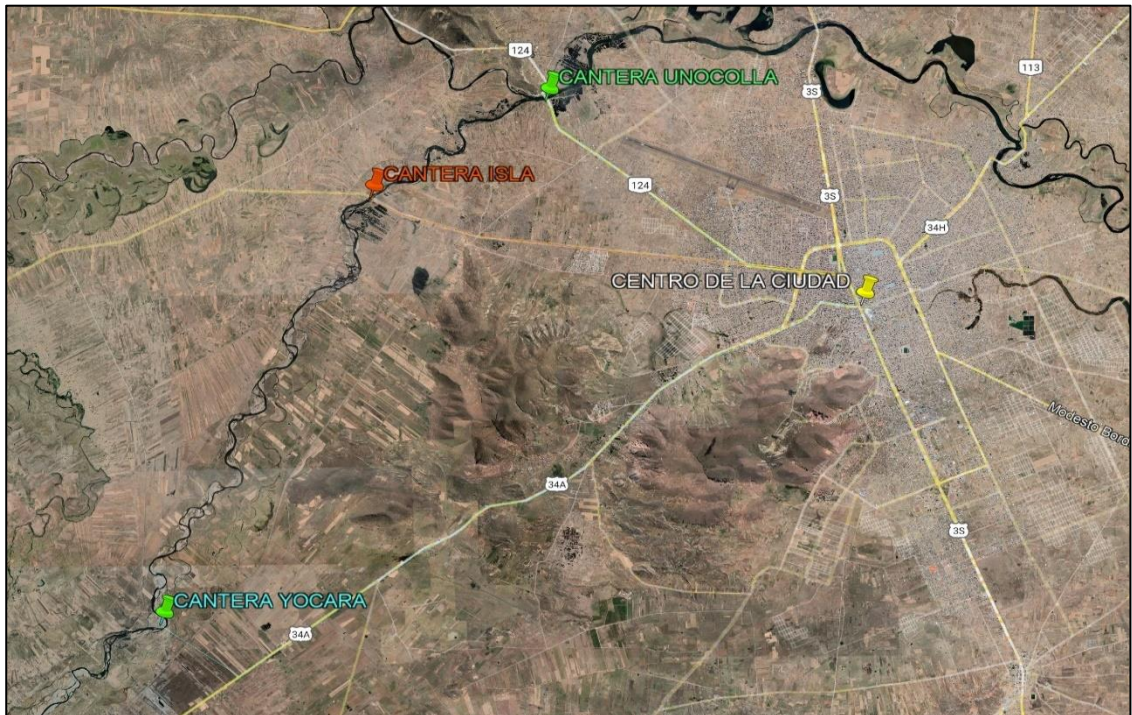 124
CANTERA UNOCOLLA
113
3S
CANTERA ISLA
124
3S
34H
CENTRO DE LA CIUDAD
Modesto
34A
3S
CANTERA YOCARA
34A